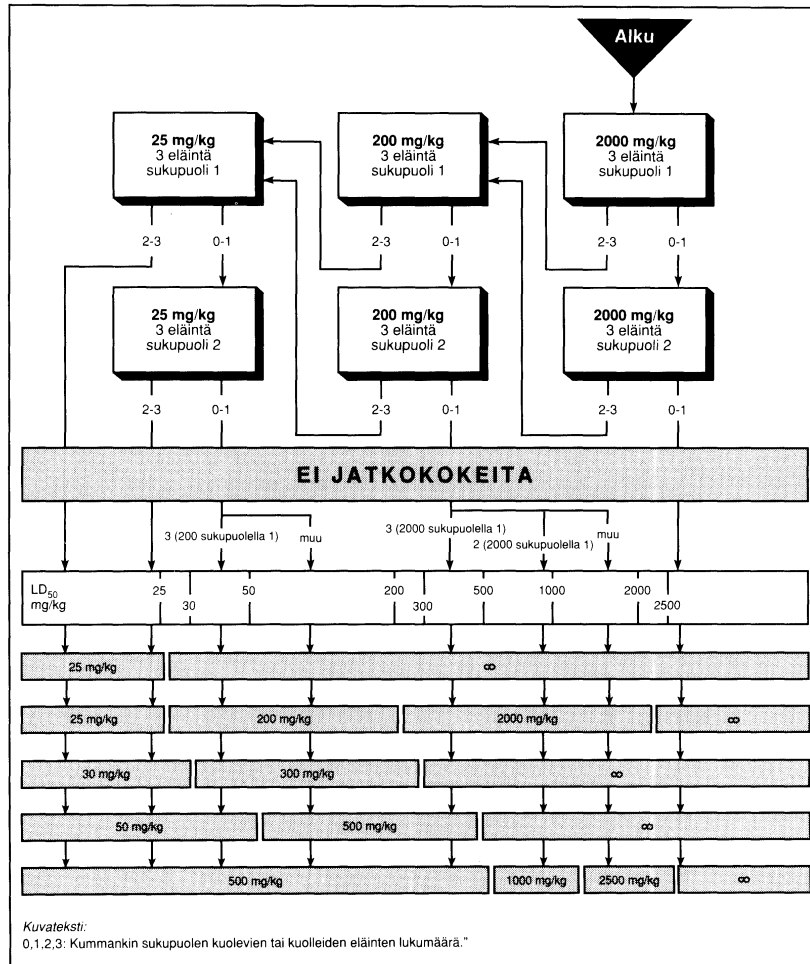 Alku
25 mg/kg
3 eläintä
sukupuoli 1
200 mg/kg
3 eläintä
sukupuoli 1
2000 mg/kg
3 eläintä
sukupuoli 1
2-3 0-1 2-3 0-1 2-3 0-1
25 mg/kg
3 eläintä
sukupuoli 2
200 mg/kg
3 eläintä
sukupuoli 2
2000 mg/kg
3 eläintä
sukupuoli 2
2-3 0-1 2-3 0-1 2-3 0-1
EI JATKOKOKEITA
3 (200 sukupuolella 1) muu 3 (2000 sukupuolella 1) muu
2 (2000 sukupuolella 1)
LD50 25 50 200 500 1000 2000
mg/kg 30 300 2500
25 mg/kg ∞
25 mg/kg 200 mg/kg 2000 mg/kg ∞
30 mg/kg 300 mg/kg ∞
50 mg/kg 500 mg/kg ∞
500 mg/kg 1000 mg/kg 2500 mg/kg ∞
Kuvateksti:
0,1,2,3: Kummankin sukupuolen kuolevien tai kuolleiden eläinten lukumäärä."